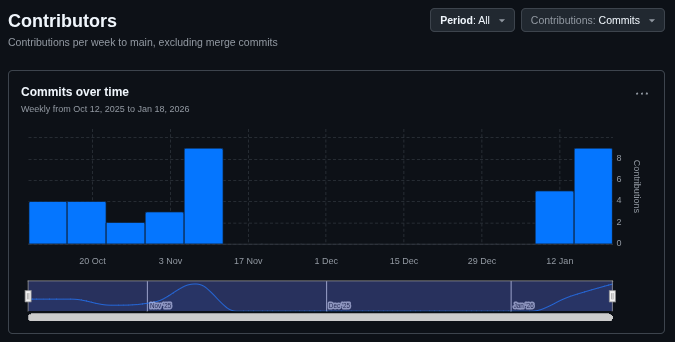 Contributors
Period: All
Contributions: Commits
Contributions per week to main, excluding merge commits
Commits over time
Weekly from Oct 12, 2025 to Jan 18, 2026
8
6
4
2
0
Contributions
20 Oct
3 Nov
17 Nov
1 Dec
15 Dec
29 Dec
12 Jan